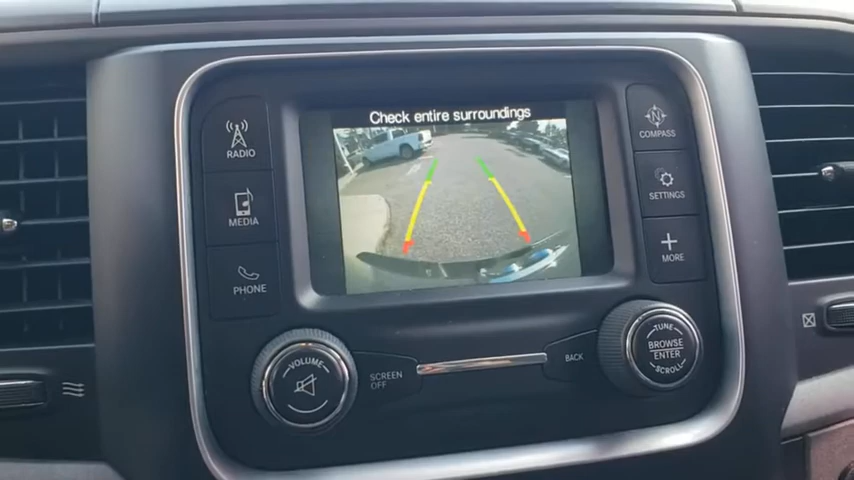 Check entire surroundings
RADIO
MEDIA
PHONE
N
COMPASS
SETTINGS
MORE
VOLUME
SCREEN
OFF
BACK
TUNE
BROWSE
ENTER
SCROLL